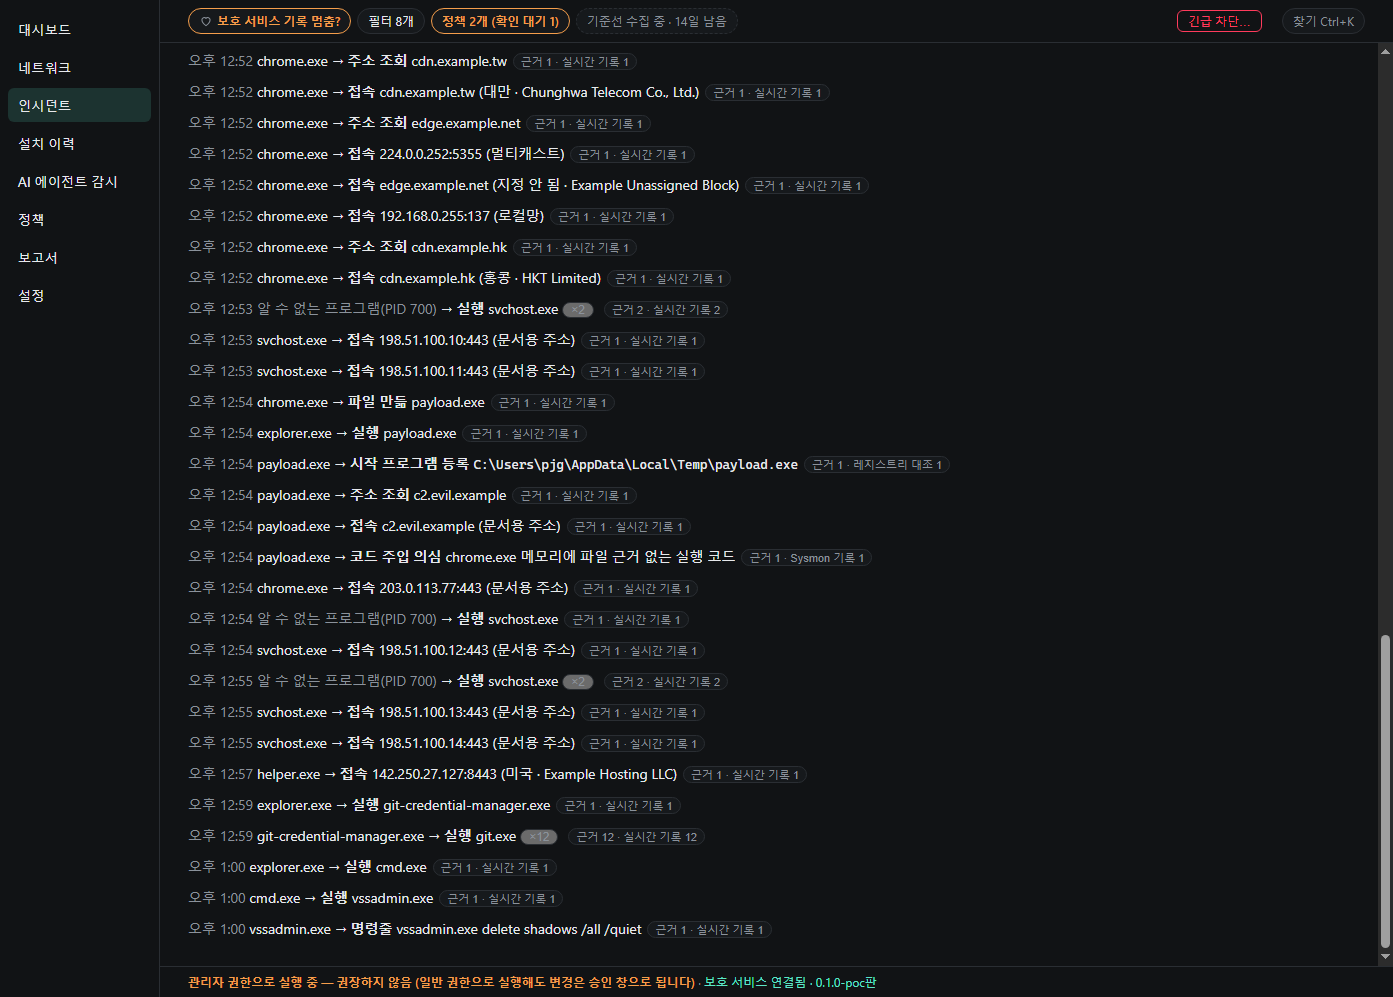 대시보드
네트워크
인시던트
설치 이력
AI 에이전트 감시
정책
보고서
설정
♡ 보호 서비스 기록 멈춤? 필터 8개 정책 2개 (확인 대기 1) 기준선 수집 중 · 14일 남음 긴급 차단... 찾기 Ctrl+K
오후 12:52 chrome.exe → 주소 조회 cdn.example.tw 근거 1 · 실시간 기록 1
오후 12:52 chrome.exe → 접속 cdn.example.tw (대만 · Chunghwa Telecom Co., Ltd.) 근거 1 · 실시간 기록 1
오후 12:52 chrome.exe → 주소 조회 edge.example.net 근거 1 · 실시간 기록 1
오후 12:52 chrome.exe → 접속 224.0.0.252:5355 (멀티캐스트) 근거 1 · 실시간 기록 1
오후 12:52 chrome.exe → 접속 edge.example.net (지정 안 됨 · Example Unassigned Block) 근거 1 · 실시간 기록 1
오후 12:52 chrome.exe → 접속 192.168.0.255:137 (로컬망) 근거 1 · 실시간 기록 1
오후 12:52 chrome.exe → 주소 조회 cdn.example.hk 근거 1 · 실시간 기록 1
오후 12:52 chrome.exe → 접속 cdn.example.hk (홍콩 · HKT Limited) 근거 1 · 실시간 기록 1
오후 12:53 알 수 없는 프로그램(PID 700) → 실행 svchost.exe ×2 근거 2 · 실시간 기록 2
오후 12:53 svchost.exe → 접속 198.51.100.10:443 (문서용 주소) 근거 1 · 실시간 기록 1
오후 12:53 svchost.exe → 접속 198.51.100.11:443 (문서용 주소) 근거 1 · 실시간 기록 1
오후 12:54 chrome.exe → 파일 만듦 payload.exe 근거 1 · 실시간 기록 1
오후 12:54 explorer.exe → 실행 payload.exe 근거 1 · 실시간 기록 1
오후 12:54 payload.exe → 시작 프로그램 등록 C:\Users\pjg\AppData\Local\Temp\payload.exe 근거 1 · 레지스트리 대조 1
오후 12:54 payload.exe → 주소 조회 c2.evil.example 근거 1 · 실시간 기록 1
오후 12:54 payload.exe → 접속 c2.evil.example (문서용 주소) 근거 1 · 실시간 기록 1
오후 12:54 payload.exe → 코드 주입 의심 chrome.exe 메모리에 파일 근거 없는 실행 코드 근거 1 · Sysmon 기록 1
오후 12:54 chrome.exe → 접속 203.0.113.77:443 (문서용 주소) 근거 1 · 실시간 기록 1
오후 12:54 알 수 없는 프로그램(PID 700) → 실행 svchost.exe 근거 1 · 실시간 기록 1
오후 12:54 svchost.exe → 접속 198.51.100.12:443 (문서용 주소) 근거 1 · 실시간 기록 1
오후 12:55 알 수 없는 프로그램(PID 700) → 실행 svchost.exe ×2 근거 2 · 실시간 기록 2
오후 12:55 svchost.exe → 접속 198.51.100.13:443 (문서용 주소) 근거 1 · 실시간 기록 1
오후 12:55 svchost.exe → 접속 198.51.100.14:443 (문서용 주소) 근거 1 · 실시간 기록 1
오후 12:57 helper.exe → 접속 142.250.27.127:8443 (미국 · Example Hosting LLC) 근거 1 · 실시간 기록 1
오후 12:59 explorer.exe → 실행 git-credential-manager.exe 근거 1 · 실시간 기록 1
오후 12:59 git-credential-manager.exe → 실행 git.exe ×12 근거 12 · 실시간 기록 12
오후 1:00 explorer.exe → 실행 cmd.exe 근거 1 · 실시간 기록 1
오후 1:00 cmd.exe → 실행 vssadmin.exe 근거 1 · 실시간 기록 1
오후 1:00 vssadmin.exe → 명령줄 vssadmin.exe delete shadows /all /quiet 근거 1 · 실시간 기록 1
관리자 권한으로 실행 중 — 권장하지 않음 (일반 권한으로 실행해도 변경은 승인 창으로 됩니다) · 보호 서비스 연결됨 · 0.1.0-poc판